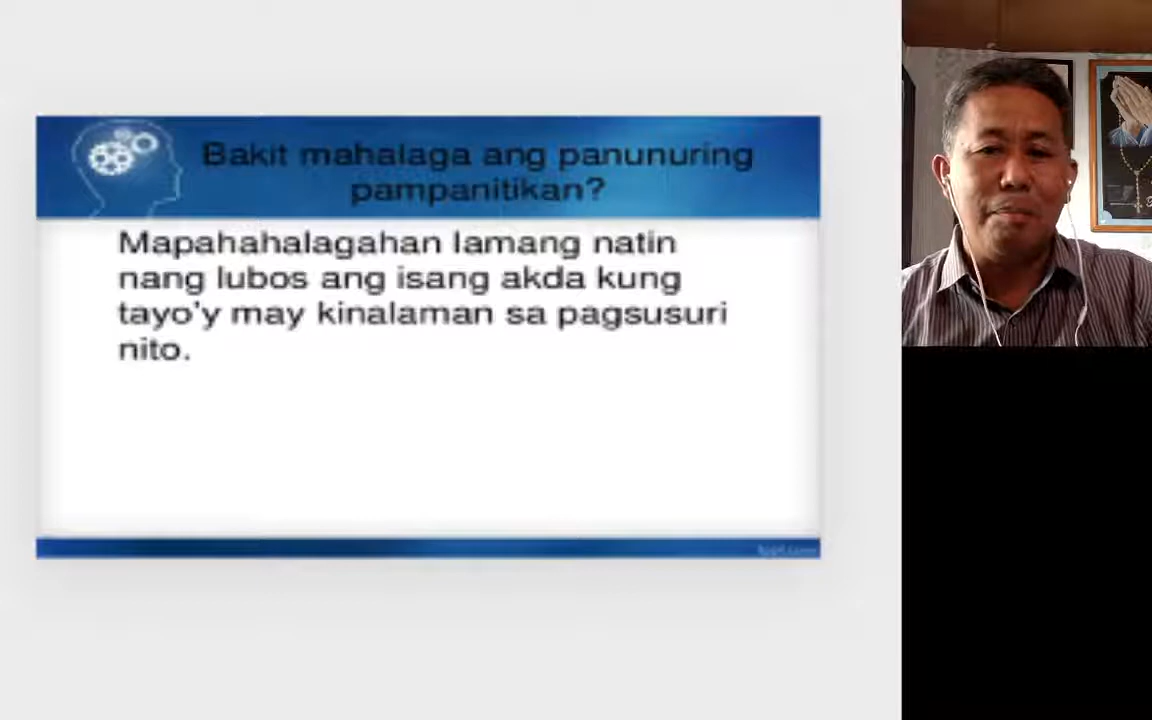 Bakit mahalaga ang panunuring
pampanitikan?
Mapahahalagahan lamang natin
nang lubos ang isang akda kung
tayo'y may kinalaman sa pagsusuri
nito.